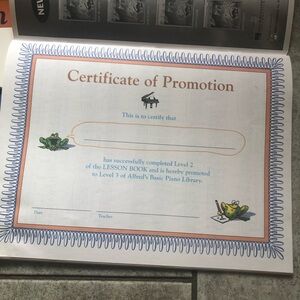 NEW
Certificate of Promotion
This is to certify that
has successfully completed Level 2
of the LESSON BOOK and is hereby promoted
to Level 3 of Alfred's Basic Piano Library.
Date
Teacher